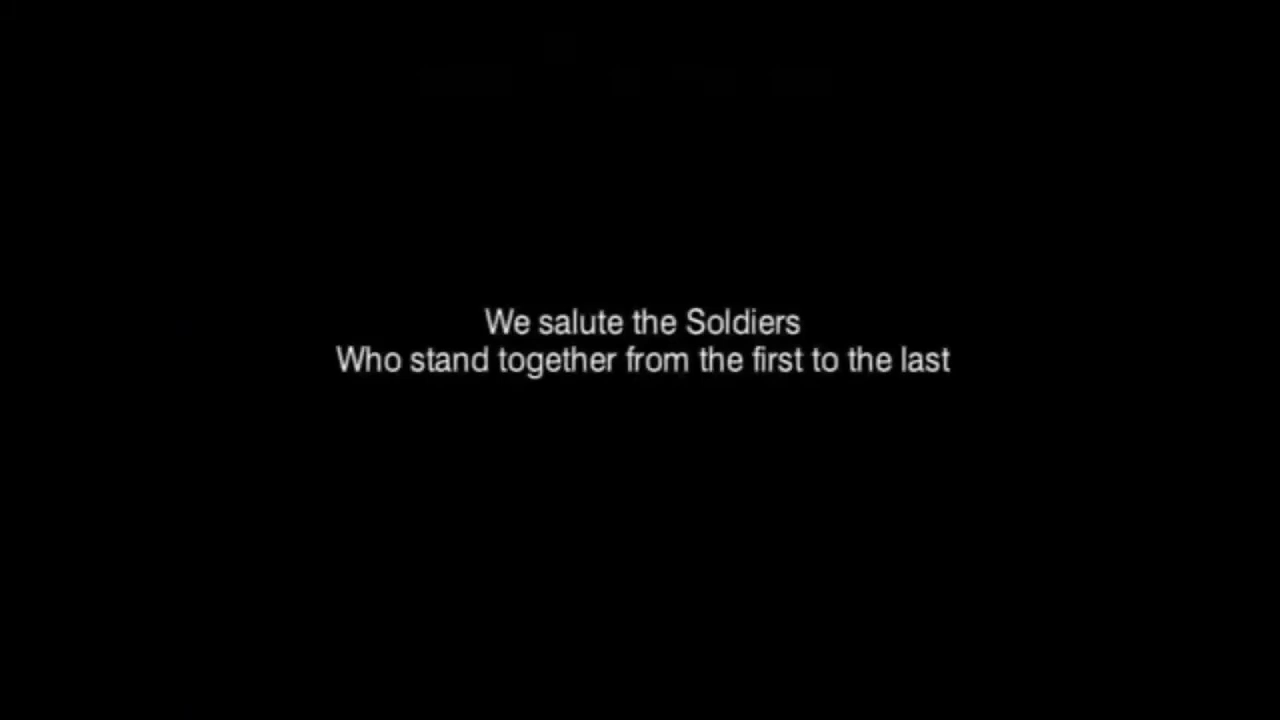 We salute the Soldiers
Who stand together from the first to the last